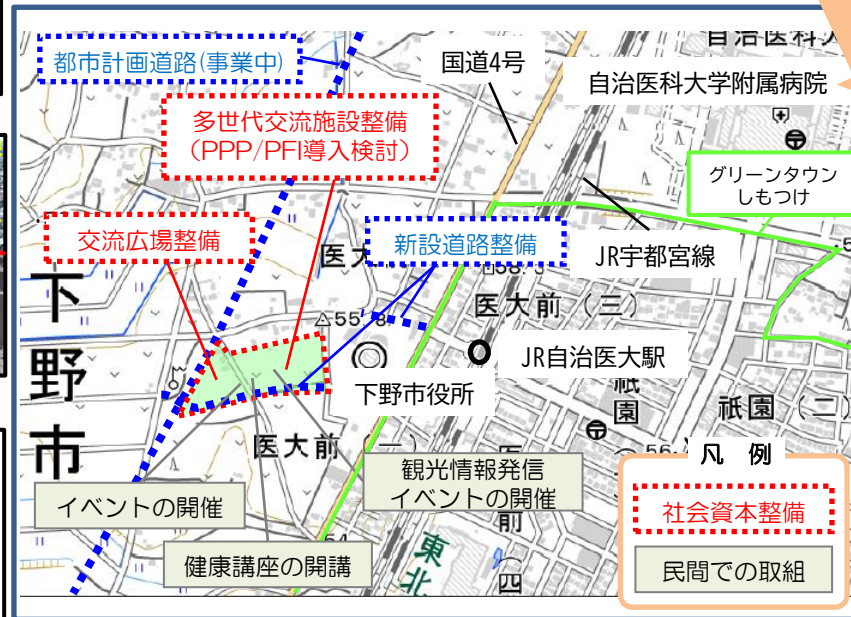 都市計画道路(事業中)
国道4号
自治医科大
自治医科大学附属病院
多世代交流施設整備
(PPP/PFI導入検討)
グリーンタウン
しもつけ
交流広場整備
新設道路整備
JR宇都宮線
医大前(三)
下野市
JR自治医大駅
下野市役所
祇園
祇園(二)
医大前(一)
観光情報発信
イベントの開催
イベントの開催
健康講座の開講
東北
凡 例
社会資本整備
民間での取組